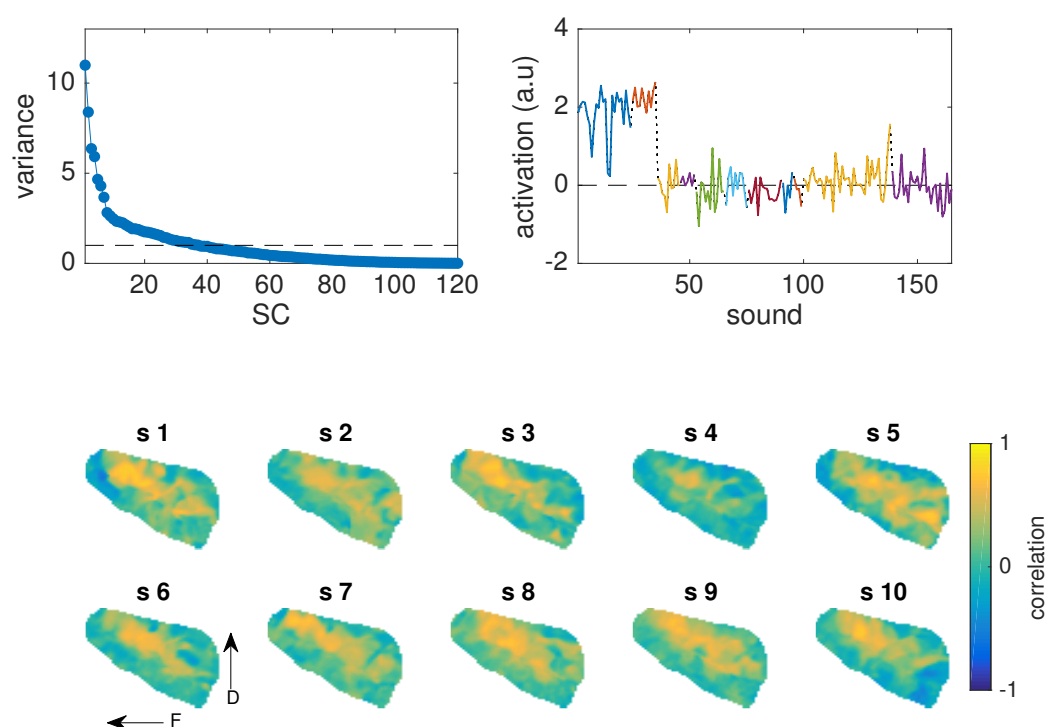 variance
10
5
0
20
40
60
80
100
120
SC
activation (a.u)
4
2
0
-2
50
100
150
sound
s 1
s 2
s 3
s 4
s 5
s 6
s 7
s 8
s 9
s 10
D
F
1
0
-1
correlation